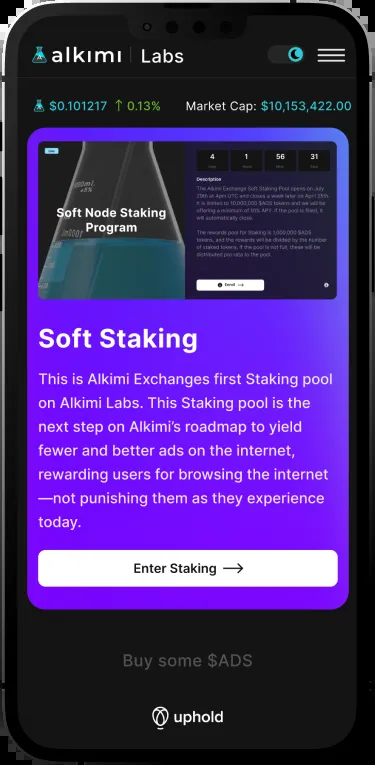 alkımı Labs
$0.101217 ↑ 0.13% Market Cap: $10,153,422.00
Soft Node Staking
Program
4 1 56 31
Description
The Alkimi Exchange Soft Staking Pool opens on July
25th at 4pm UTC and closes a week later on April 25th.
It is limited to 10,000,000 $ADS tokens and we will be
offering a minimum of 10% APY. If the pool is filled, it
will automatically close.
The rewards pool for Staking is 1,000,000 $ADS
tokens, and the rewards will be divided by the number
of staked tokens. If the pool is not full, these will be
distributed pro rata to the pool.
Enroll →
Soft Staking
This is Alkimi Exchanges first Staking pool
on Alkimi Labs. This Staking pool is the
next step on Alkimi’s roadmap to yield
fewer and better ads on the internet,
rewarding users for browsing the internet
—not punishing them as they experience
today.
Enter Staking →
Buy some $ADS
uphold